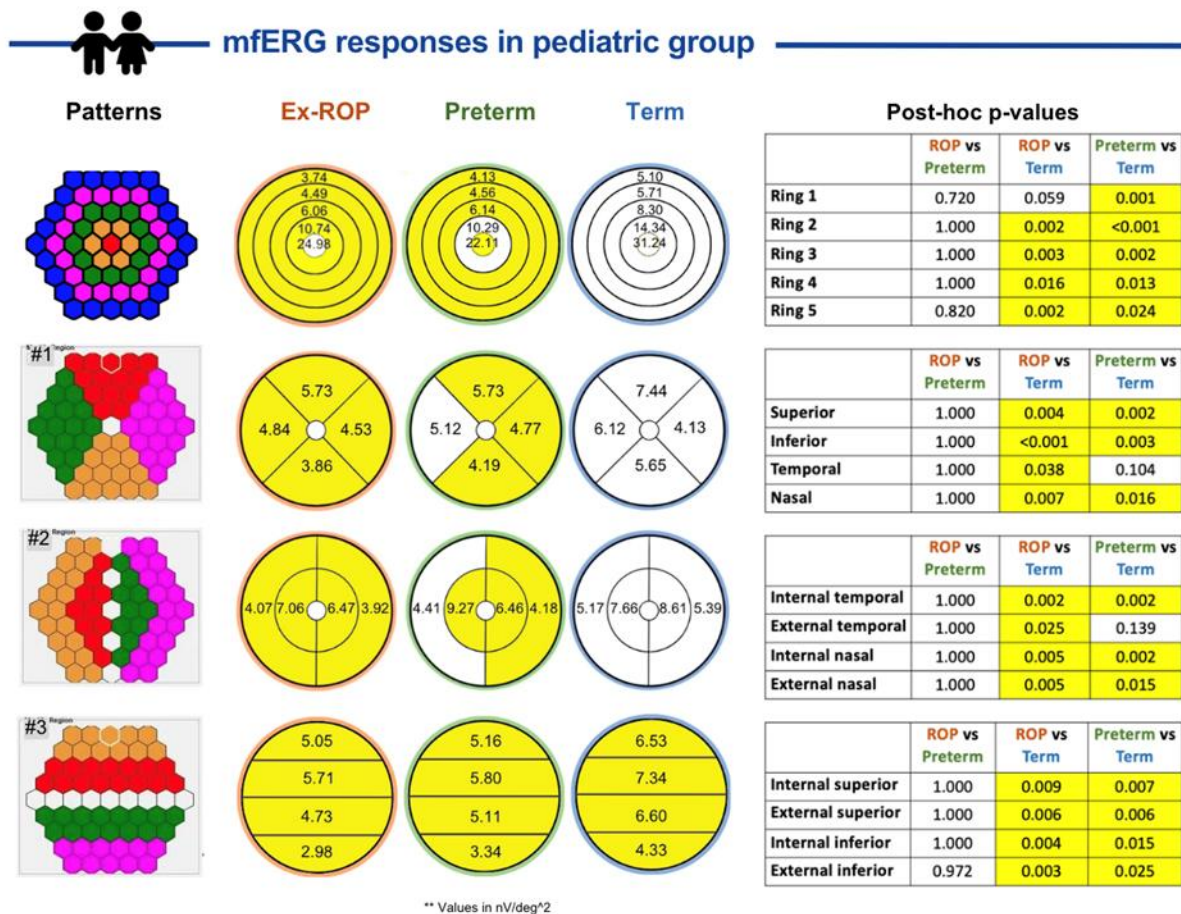 mfERG responses in pediatric group
Patterns Ex-ROP Preterm Term Post-hoc p-values
3.74
4.49
6.06
10.74
24.98
4.13
4.56
6.14
10.29
22.11
5.10
5.71
8.30
14.34
31.24
ROP vs Preterm ROP vs Term Preterm vs Term
Ring 1 0.720 0.059 0.001
Ring 2 1.000 0.002 <0.001
Ring 3 1.000 0.003 0.002
Ring 4 1.000 0.016 0.013
Ring 5 0.820 0.002 0.024
#1 Region
5.73
4.84 4.53
3.86
5.73
5.12 4.77
4.19
7.44
6.12 4.13
5.65
ROP vs Preterm ROP vs Term Preterm vs Term
Superior 1.000 0.004 0.002
Inferior 1.000 <0.001 0.003
Temporal 1.000 0.038 0.104
Nasal 1.000 0.007 0.016
#2 Region
4.07 7.06 6.47 3.92
4.41 9.27 6.46 4.18
5.17 7.66 8.61 5.39
ROP vs Preterm ROP vs Term Preterm vs Term
Internal temporal 1.000 0.002 0.002
External temporal 1.000 0.025 0.139
Internal nasal 1.000 0.005 0.002
External nasal 1.000 0.005 0.015
#3 Region
5.05
5.71
4.73
2.98
5.16
5.80
5.11
3.34
6.53
7.34
6.60
4.33
ROP vs Preterm ROP vs Term Preterm vs Term
Internal superior 1.000 0.009 0.007
External superior 1.000 0.006 0.006
Internal inferior 1.000 0.004 0.015
External inferior 0.972 0.003 0.025
** Values in nV/deg^2